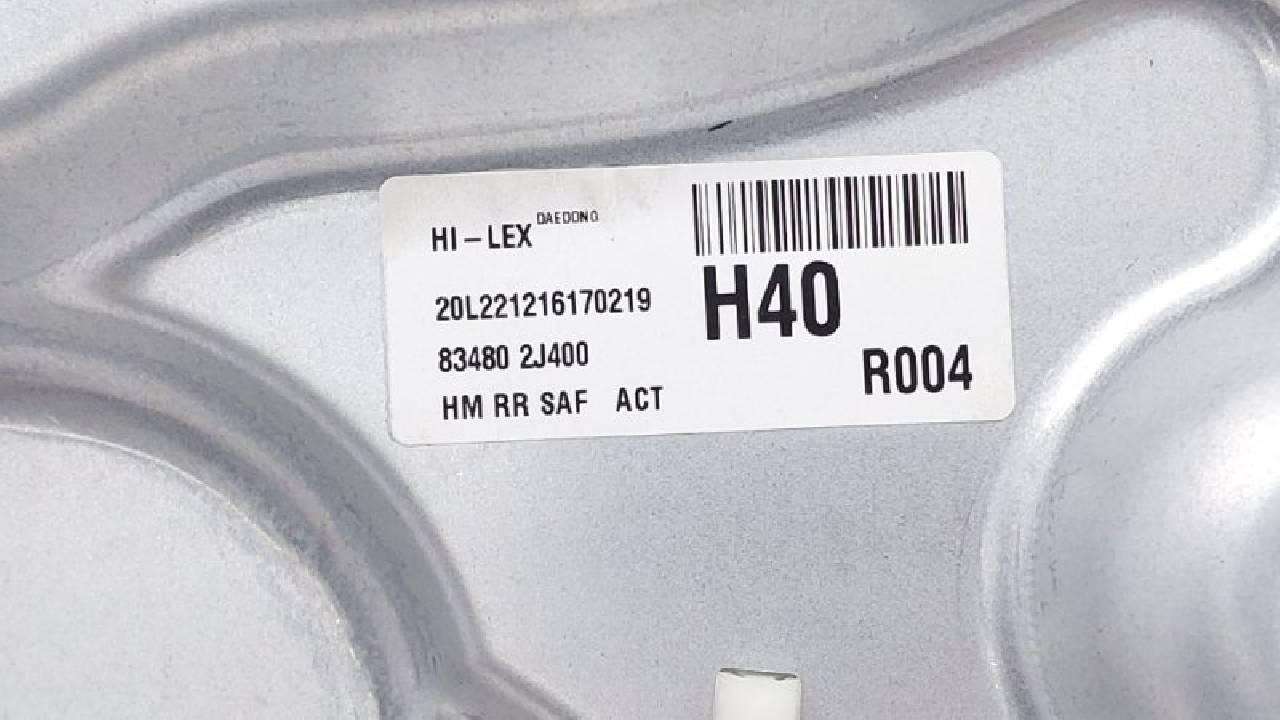 HI-LEX DAEDONG
20L221216170219
83480 2J400
HM RR SAF ACT
H40
R004